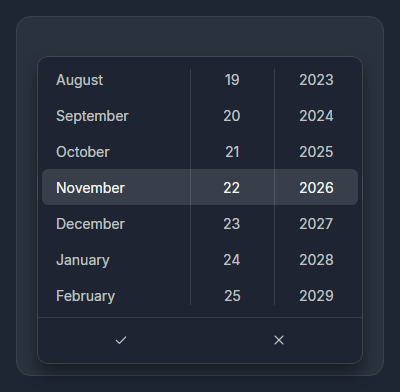 August 19 2023
September 20 2024
October 21 2025
November 22 2026
December 23 2027
January 24 2028
February 25 2029